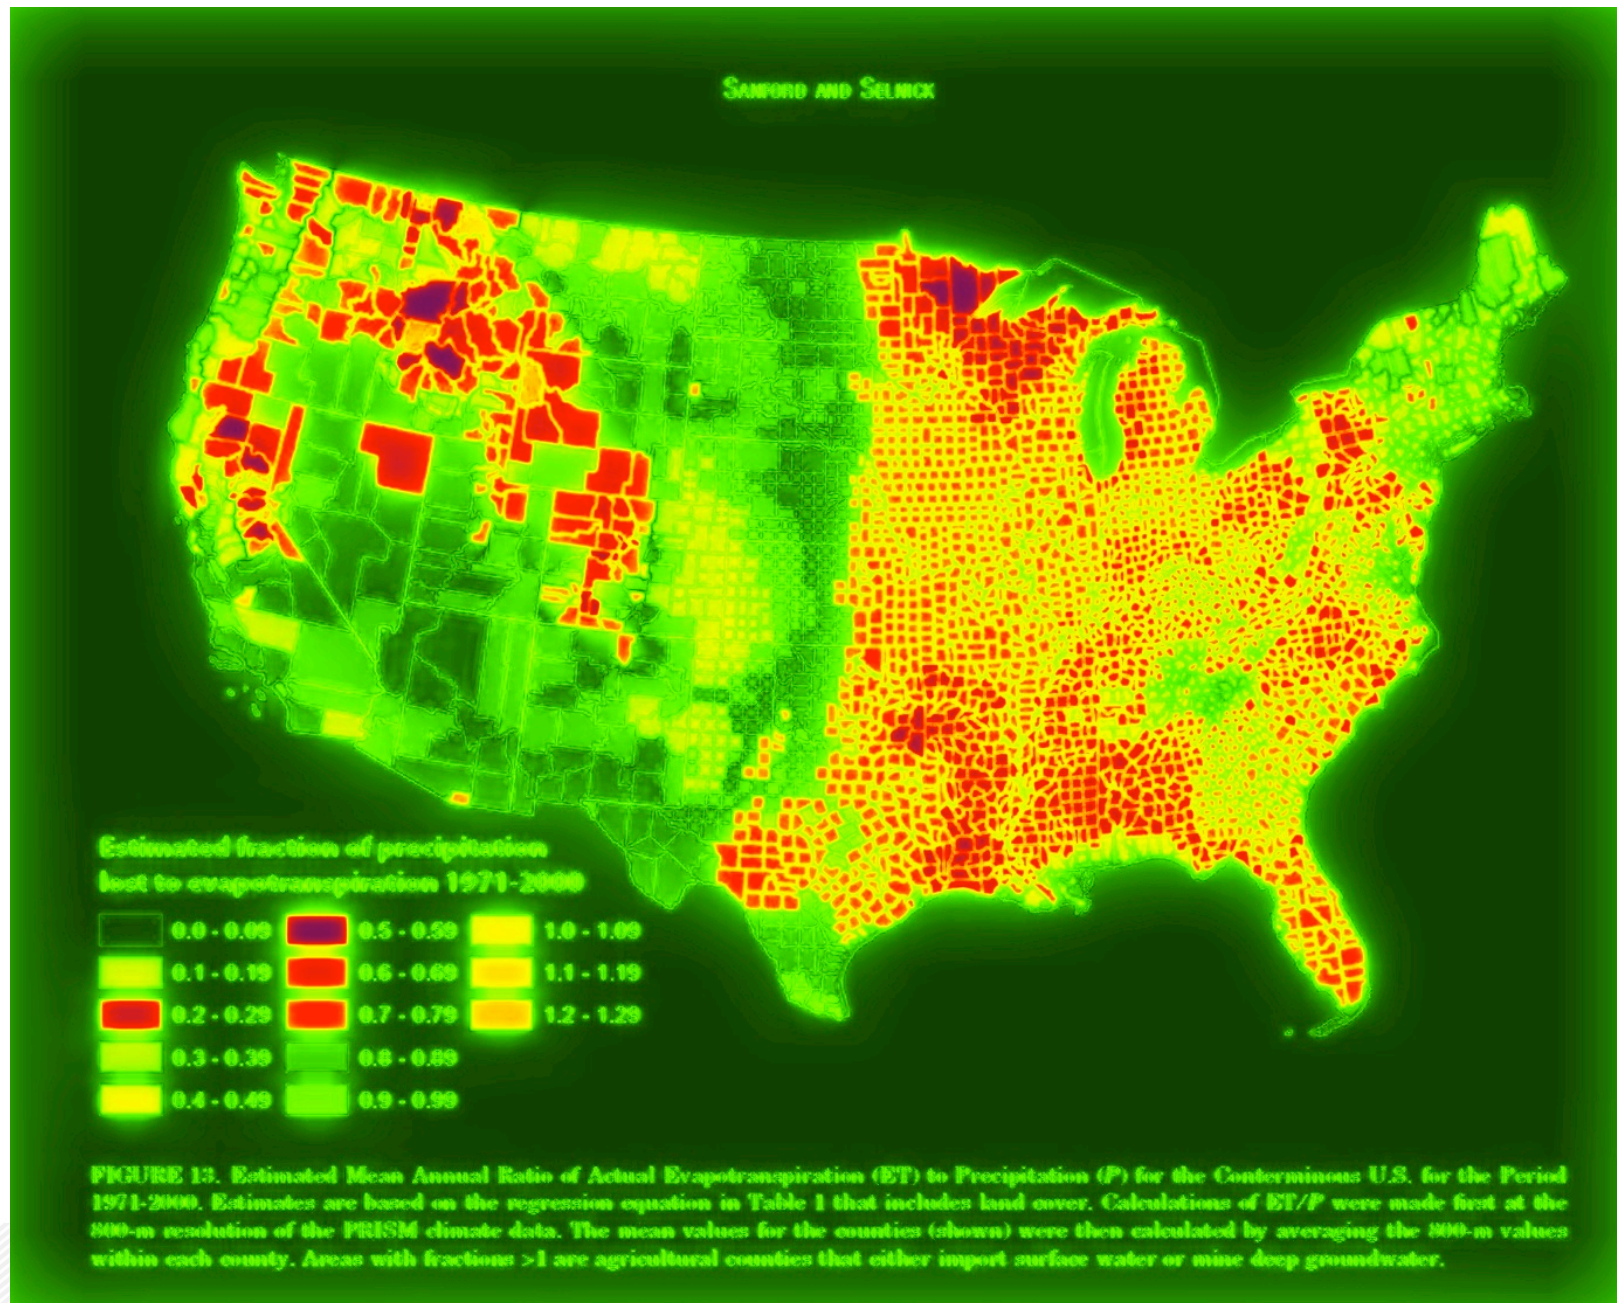 SANFORD AND SELNICK
Estimated fraction of precipitation
lost to evapotranspiration 1971-2000
0.0 - 0.09
0.5 - 0.59
1.0 - 1.09
0.1 - 0.19
0.6 - 0.69
1.1 - 1.19
0.2 - 0.29
0.7 - 0.79
1.2 - 1.29
0.3 - 0.39
0.8 - 0.89
0.4 - 0.49
0.9 - 0.99
FIGURE 13. Estimated Mean Annual Ratio of Actual Evapotranspiration (ET) to Precipitation (P) for the Conterminous U.S. for the Period
1971-2000. Estimates are based on the regression equation in Table 1 that includes land cover. Calculations of ET/P were made first at the
800-m resolution of the PRISM climate data. The mean values for the counties (shown) were then calculated by averaging the 800-m values
within each county. Areas with fractions >1 are agricultural counties that either import surface water or mine deep groundwater.